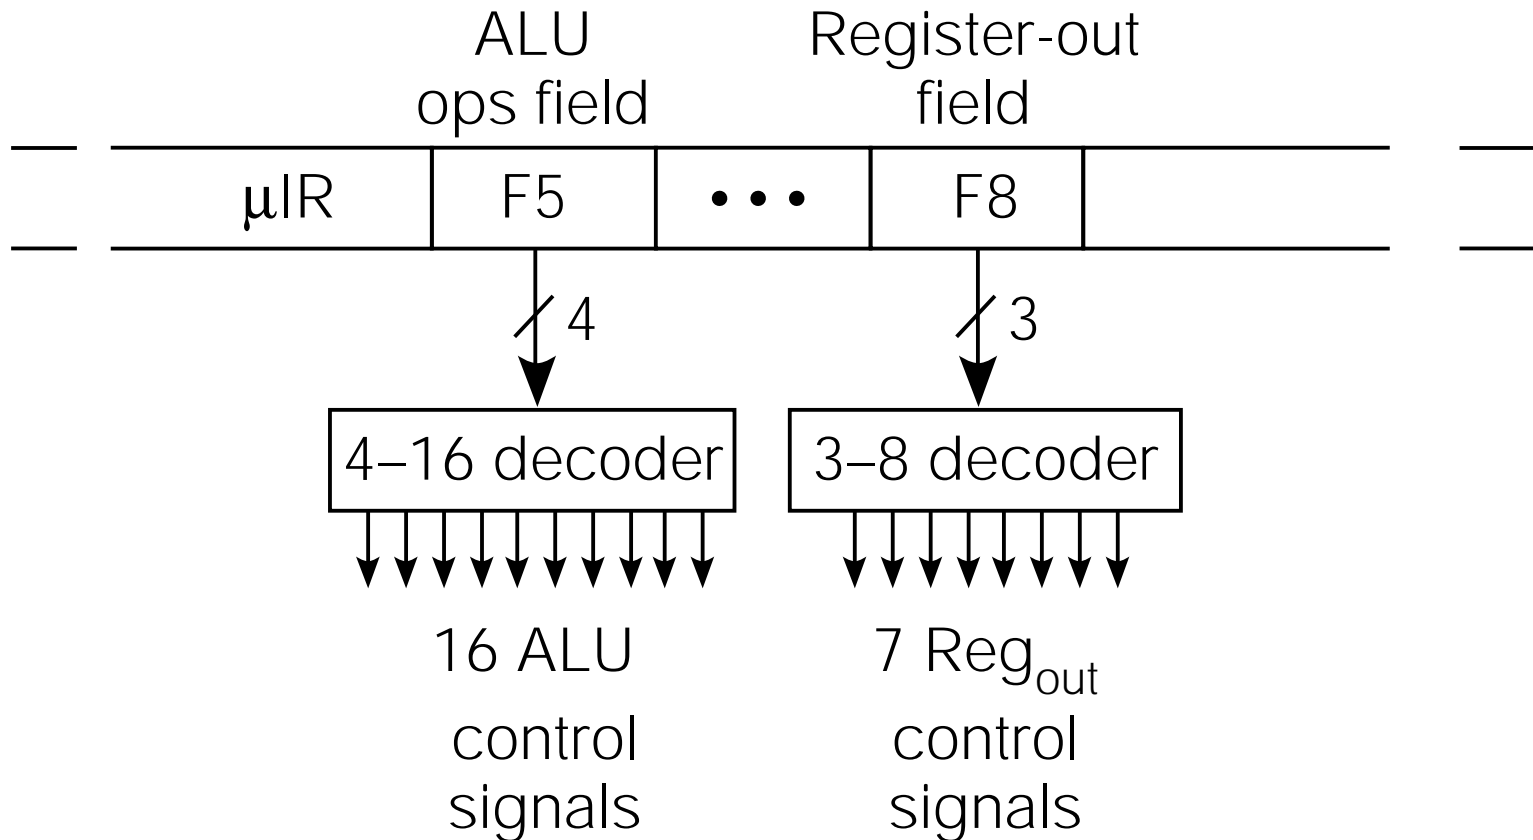 ALU
ops field
Register-out
field
μIR
F5
• • •
F8
4
3
4–16 decoder
3–8 decoder
16 ALU
control
signals
7 Regout
control
signals